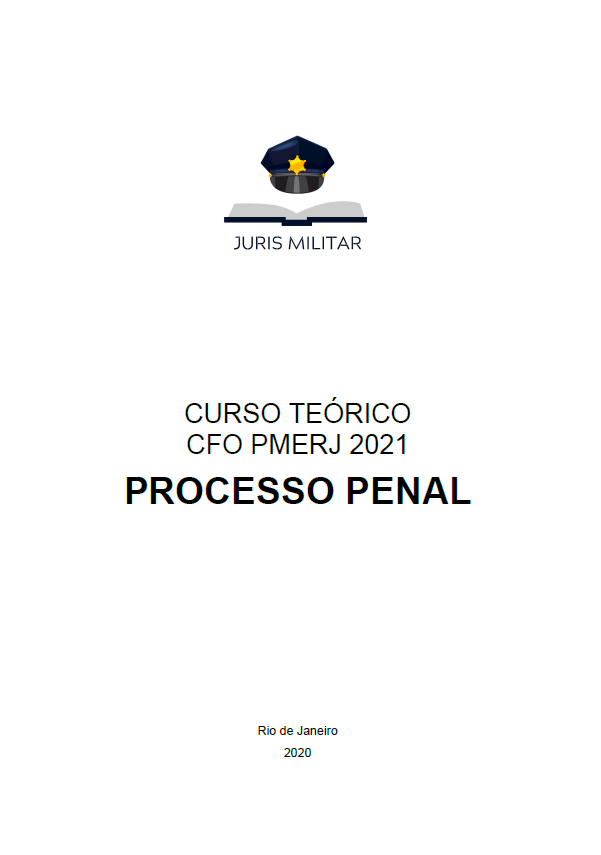 JURIS MILITAR
CURSO TEÓRICO
CFO PMERJ 2021
PROCESSO PENAL
Rio de Janeiro
2020